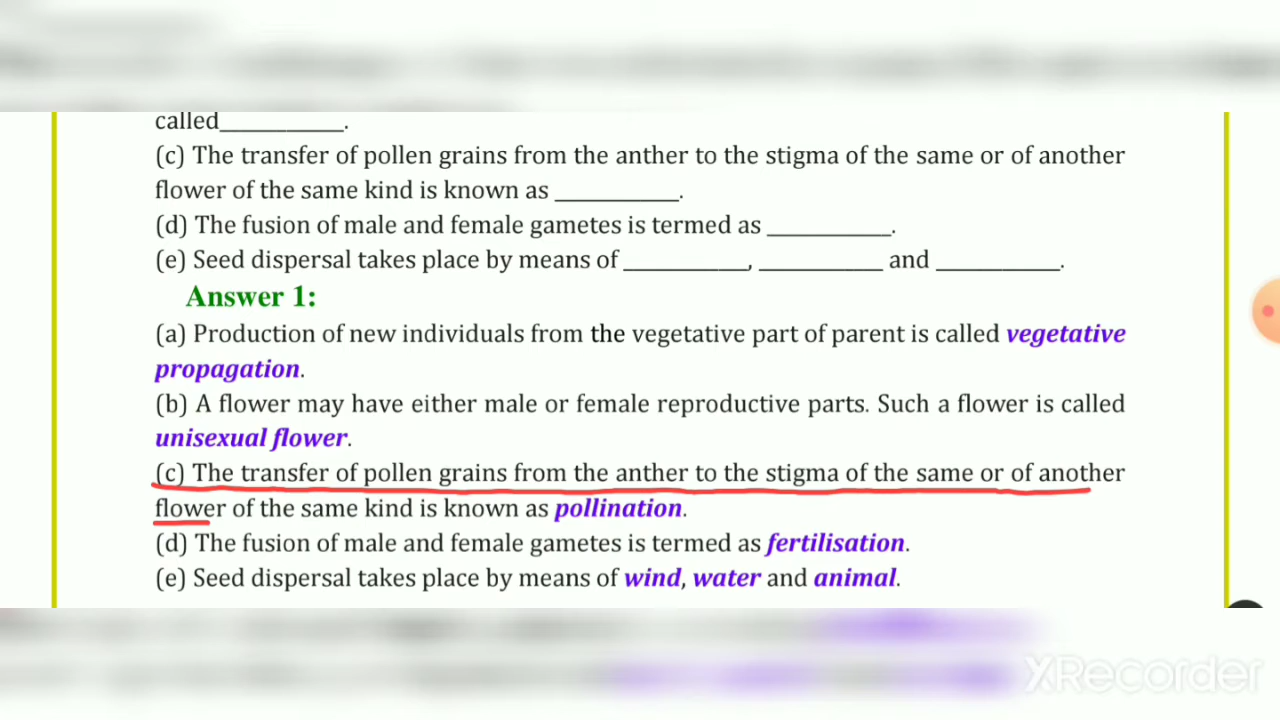 called___________.
(c) The transfer of pollen grains from the anther to the stigma of the same or of another
flower of the same kind is known as ___________.
(d) The fusion of male and female gametes is termed as ___________.
(e) Seed dispersal takes place by means of ___________, ___________ and ___________.
Answer 1:
(a) Production of new individuals from the vegetative part of parent is called vegetative
propagation.
(b) A flower may have either male or female reproductive parts. Such a flower is called
unisexual flower.
(c) The transfer of pollen grains from the anther to the stigma of the same or of another
flower of the same kind is known as pollination.
(d) The fusion of male and female gametes is termed as fertilisation.
(e) Seed dispersal takes place by means of wind, water and animal.
XRecorder